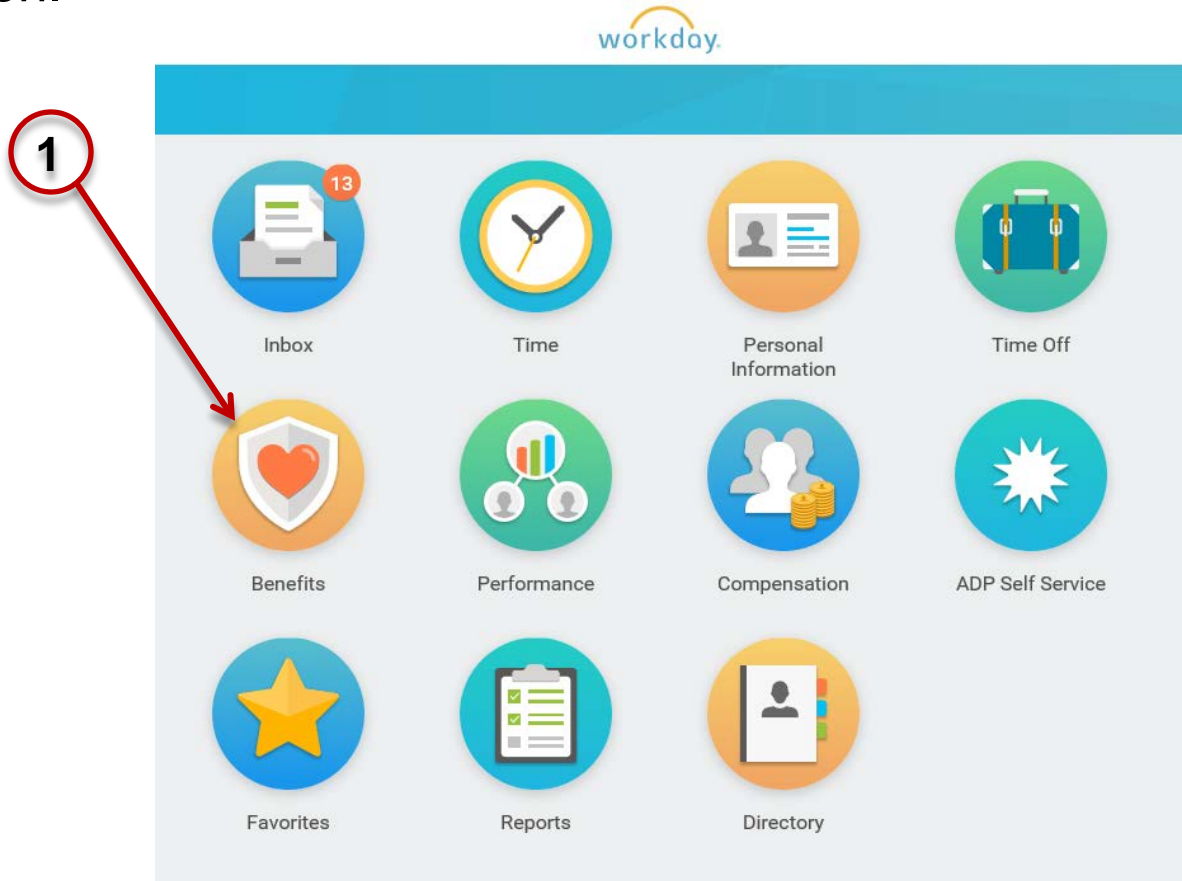 workday.
1
13
Inbox
Time
Personal
Information
Time Off
Benefits
Performance
Compensation
ADP Self Service
Favorites
Reports
Directory